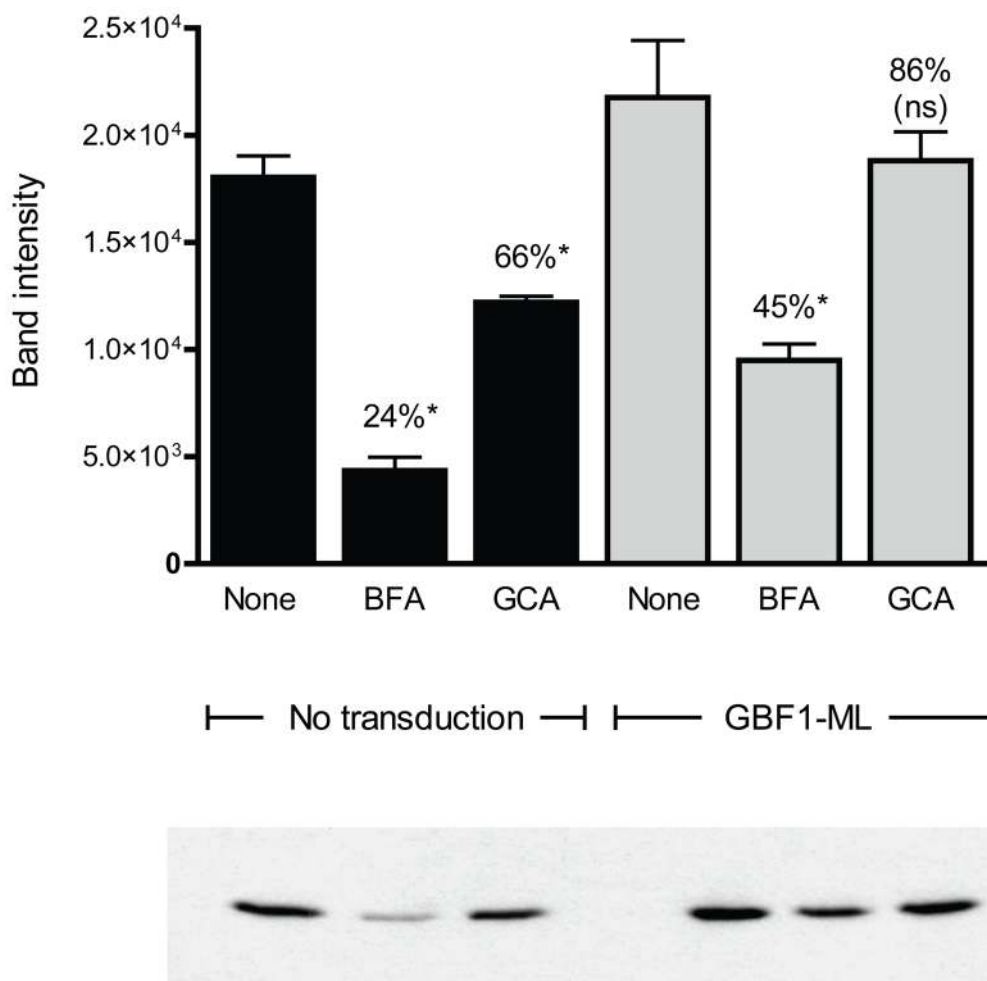 Band intensity
2.5×10⁴
2.0×10⁴
1.5×10⁴
1.0×10⁴
5.0×10³
0
24%*
66%*
45%*
86%
(ns)
None BFA GCA None BFA GCA
No transduction GBF1-ML